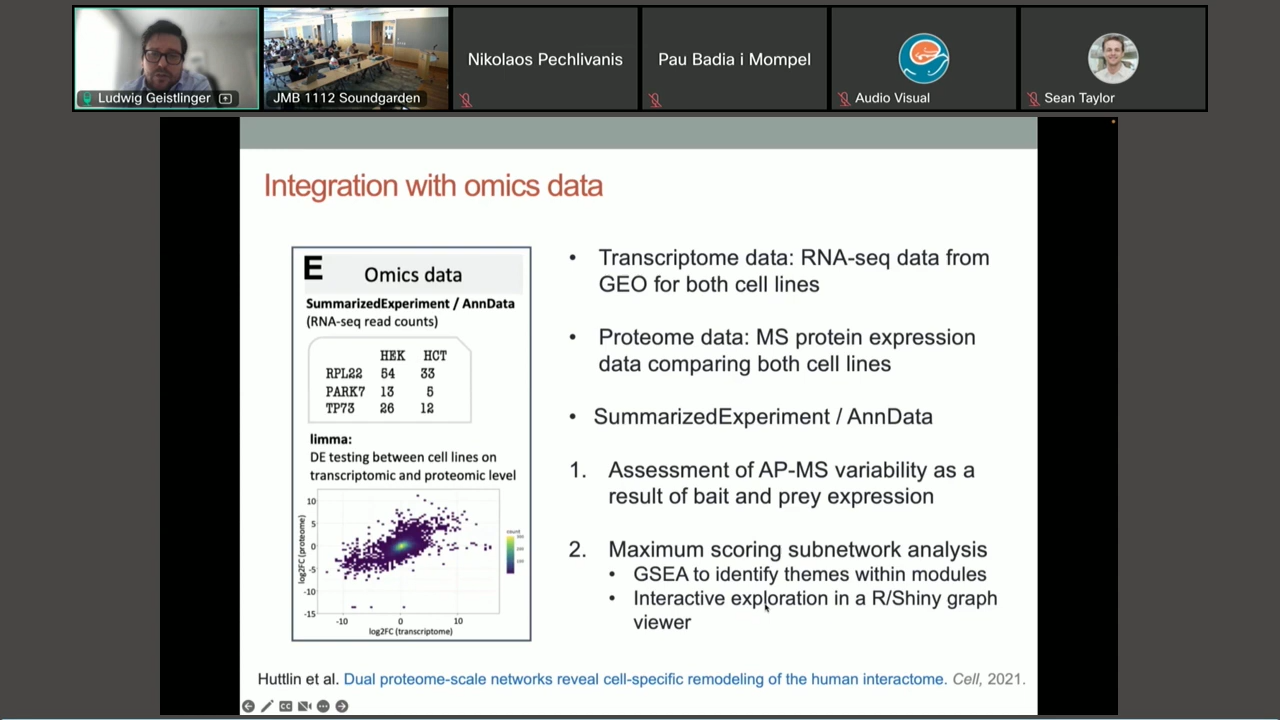 Ludwig Geistlinger
JMB 1112 Soundgarden
Nikolaos Pechlivanis
Pau Badia i Mompel
Audio Visual
Sean Taylor
Integration with omics data
E Omics data
SummarizedExperiment / AnnData
(RNA-seq read counts)
HEK HCT
RPL22 54 33
PARK7 13 5
TP73 26 12
limma:
DE testing between cell lines on
transcriptomic and proteomic level
log2FC (proteome)
10
5
0
-5
-10
-15
-10 0 10
log2FC (transcriptome)
count
• Transcriptome data: RNA-seq data from
GEO for both cell lines
• Proteome data: MS protein expression
data comparing both cell lines
• SummarizedExperiment / AnnData
1. Assessment of AP-MS variability as a
result of bait and prey expression
2. Maximum scoring subnetwork analysis
• GSEA to identify themes within modules
• Interactive exploration in a R/Shiny graph
viewer
Huttlin et al. Dual proteome-scale networks reveal cell-specific remodeling of the human interactome. Cell, 2021.